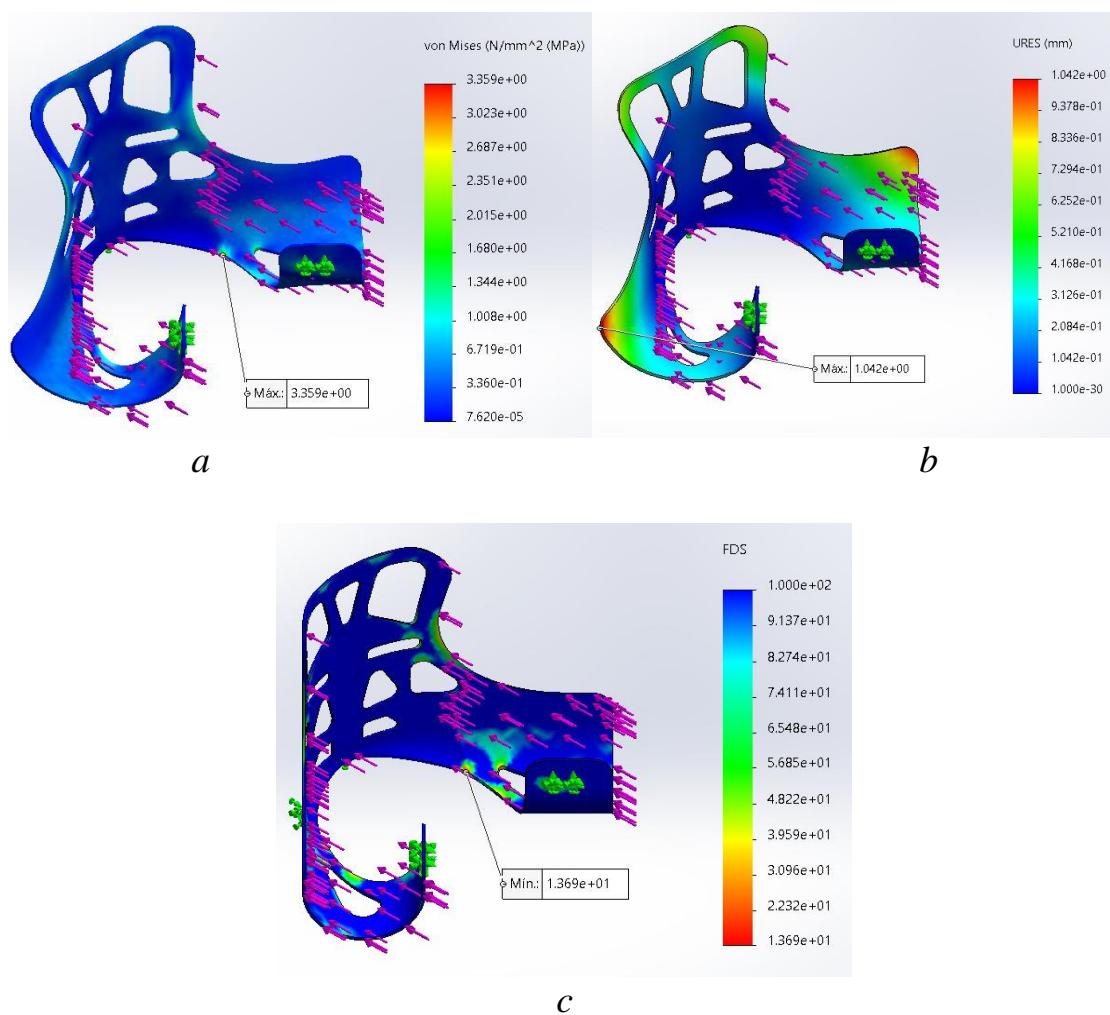 von Mises (N/mm^2 (MPa))
3.359e+00
3.023e+00
2.687e+00
2.351e+00
2.015e+00
1.680e+00
1.344e+00
1.008e+00
6.719e-01
3.360e-01
7.620e-05
Máx.: 3.359e+00
a
URES (mm)
1.042e+00
9.378e-01
8.336e-01
7.294e-01
6.252e-01
5.210e-01
4.168e-01
3.126e-01
2.084e-01
1.042e-01
1.000e-30
Máx.: 1.042e+00
b
FDS
1.000e+02
9.137e+01
8.274e+01
7.411e+01
6.548e+01
5.685e+01
4.822e+01
3.959e+01
3.096e+01
2.232e+01
1.369e+01
Mín.: 1.369e+01
c